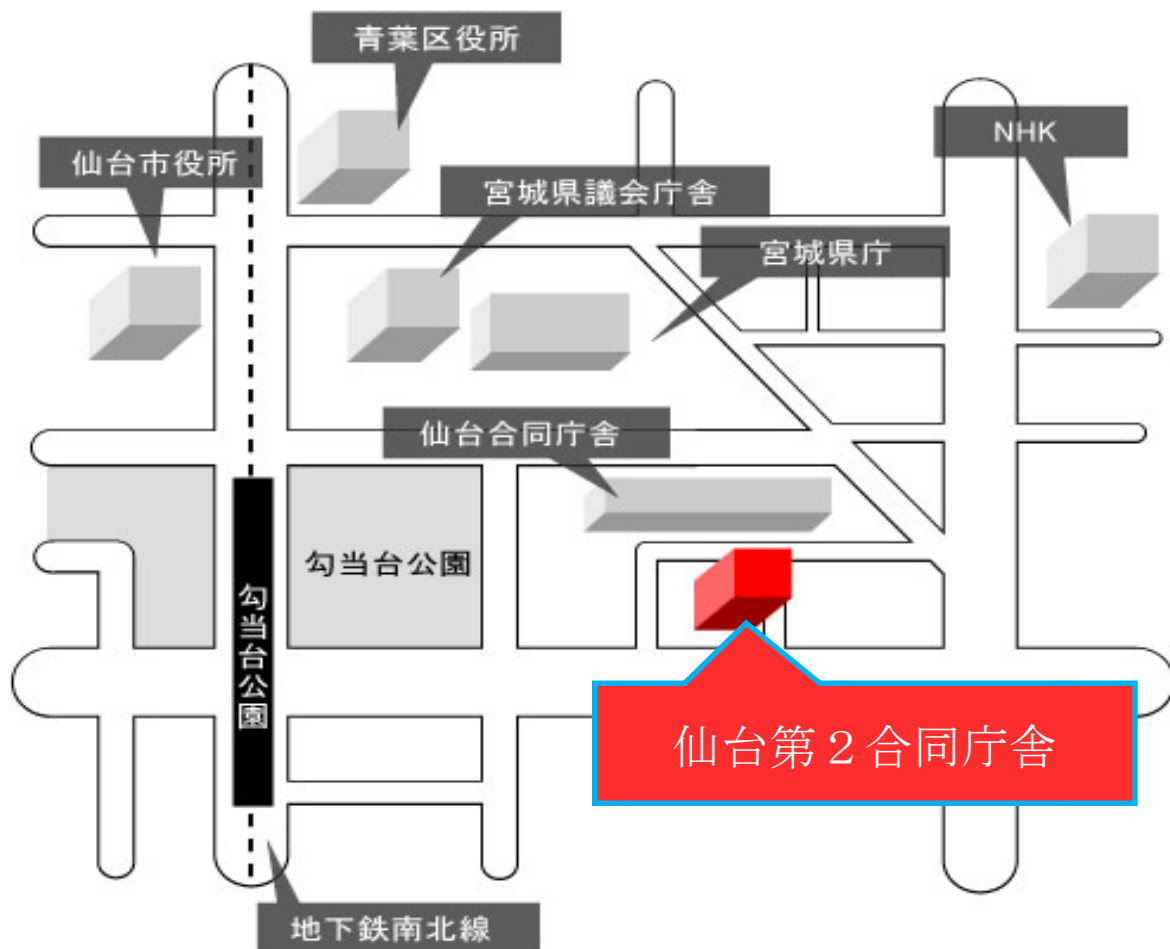 青葉区役所
NHK
仙台市役所
宮城県議会庁舎
宮城県庁
仙台合同庁舎
勾当台公園
勾当台公園
仙台第２合同庁舎
地下鉄南北線